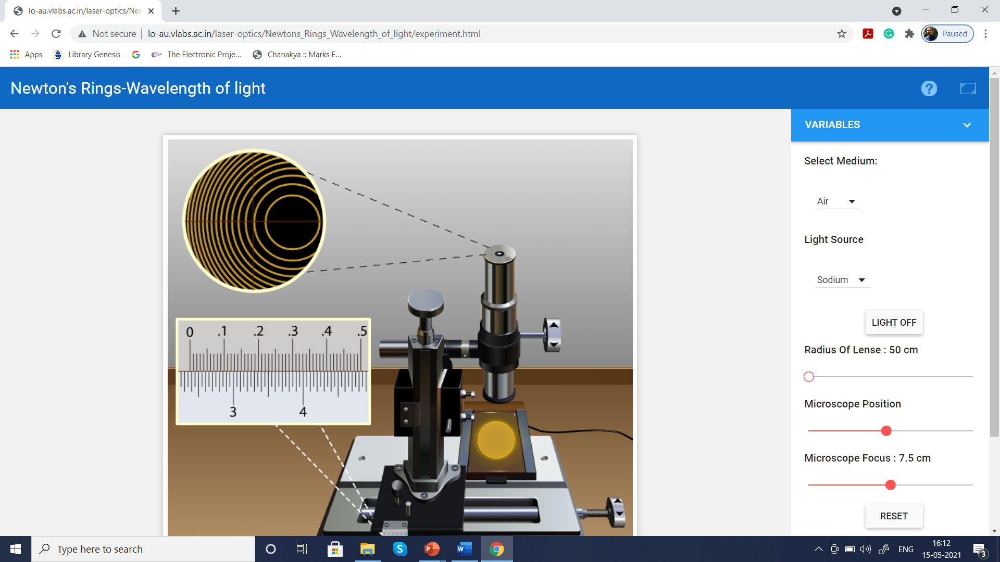 lo-au.vlabs.ac.in/laser-optics/New
Not secure | lo-au.vlabs.ac.in/laser-optics/Newtons_Rings_Wavelength_of_light/experiment.html
Paused
Apps Library Genesis The Electronic Proje... Chanakya :: Marks E...
Newton's Rings-Wavelength of light
?
VARIABLES
Select Medium:
Air
Light Source
Sodium
LIGHT OFF
Radius Of Lense : 50 cm
Microscope Position
Microscope Focus : 7.5 cm
RESET
0 .1 .2 .3 .4 .5
3 4
Type here to search
ENG
16:12
15-05-2021
3